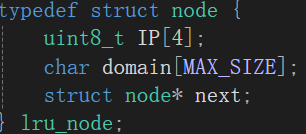 typedef struct node {
uint8_t IP[4];
char domain[MAX_SIZE];
struct node* next;
} lru_node;